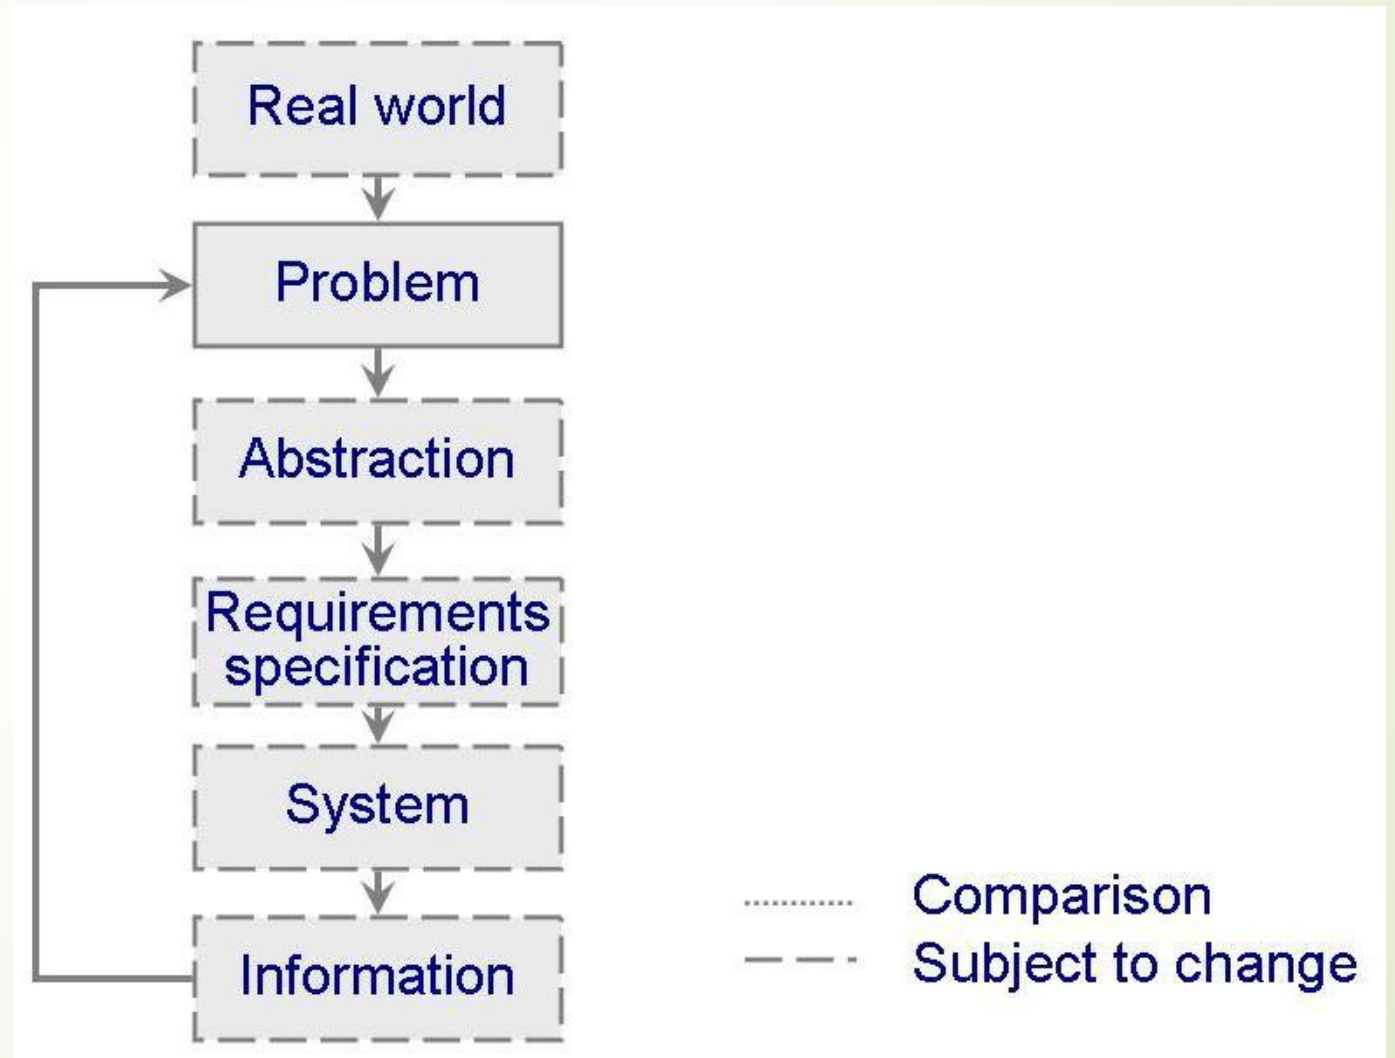 Real world
Problem
Abstraction
Requirements
specification
System
Information
Comparison
Subject to change